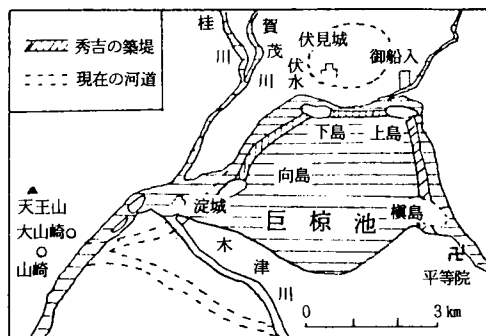 秀吉の築堤
現在の河道
桂川
賀茂川
伏見城
伏水
御船入
下島
上島
向島
淀城
巨椋池
槇島
天王山
大山崎
山崎
木津川
平等院
0 3 km